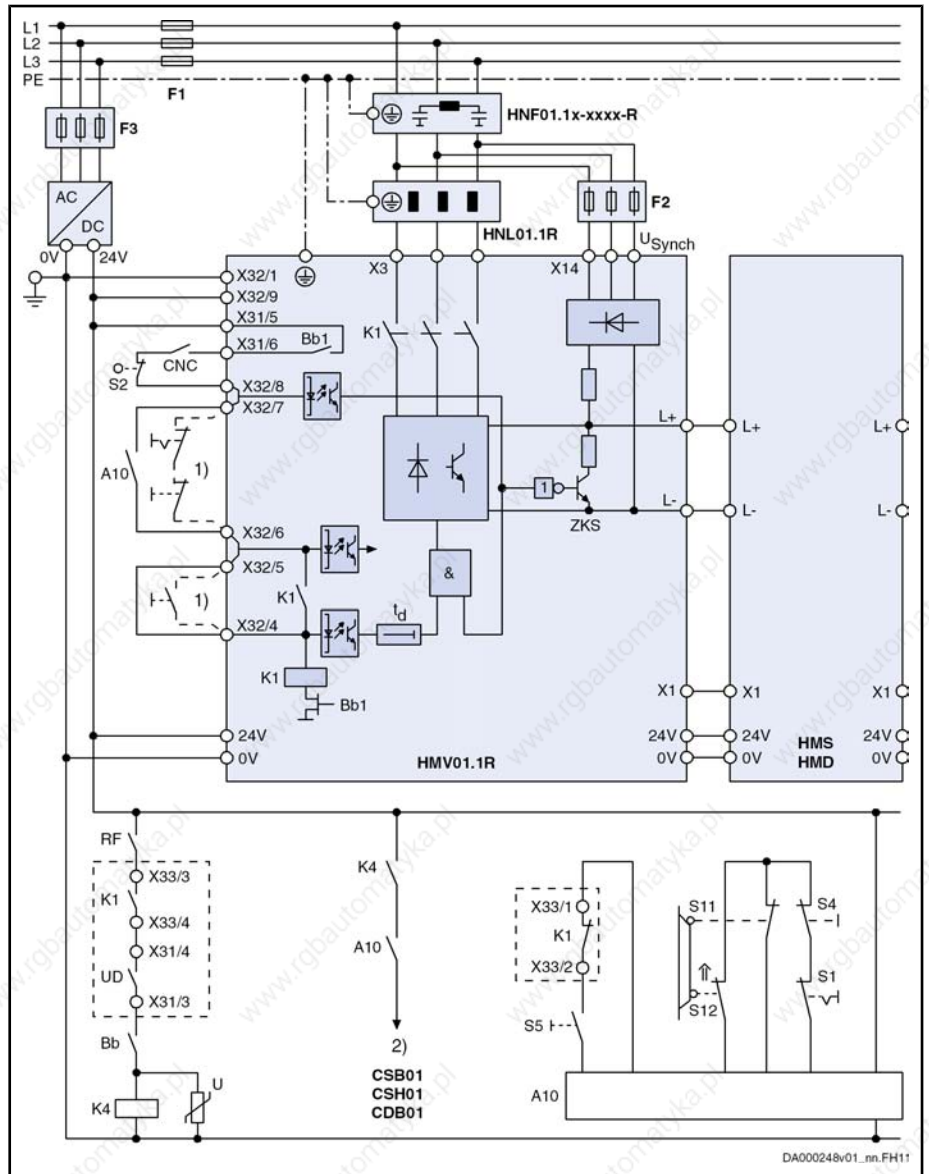 L1
L2
L3
PE
F1
F3
HNF01.1x-xxxx-R
AC
DC
F2
HNL01.1R
USynch
0V 24V
X32/1
X3
X14
X32/9
X31/5
K1
X31/6
Bb1
CNC
S2
X32/8
X32/7
L+
L+
L+
A10
1)
1
L-
L-
L-
ZKS
X32/6
&
X32/5
1)
K1
td
X32/4
K1
Bb1
X1
X1
X1
24V
24V
24V
24V
0V
HMV01.1R
0V
0V
HMS
HMD
0V
RF
K4
X33/3
K1
X33/4
X33/1
S11
S4
X31/4
A10
K1
UD
X33/2
S1
X31/3
S12
S5
Bb
2)
U
CSB01
CSH01
CDB01
K4
A10
DA000248v01_nn.FH11
www.rgbautomatyka.pl